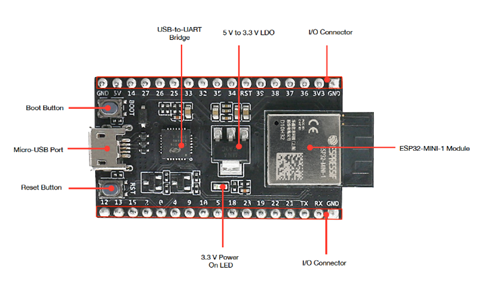 USB-to-UART
Bridge
5 V to 3.3 V LDO
I/O Connector
GND 5V 14 27 26 25 33 32 35 34 RST 39 38 37 36 3V3 GND
Boot Button
BOOT
Micro-USB Port
ESP32-MINI-1 Module
Reset Button
RST
12 13 15 2 0 4 9 10 5 18 23 19 22 21 TX RX GND
3.3 V Power
On LED
I/O Connector